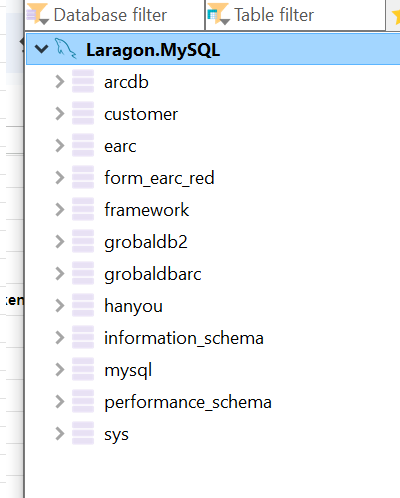 Database filter Table filter
Laragon.MySQL
arcdb
customer
earc
form_earc_red
framework
grobaldb2
grobaldbarc
hanyou
information_schema
mysql
performance_schema
sys